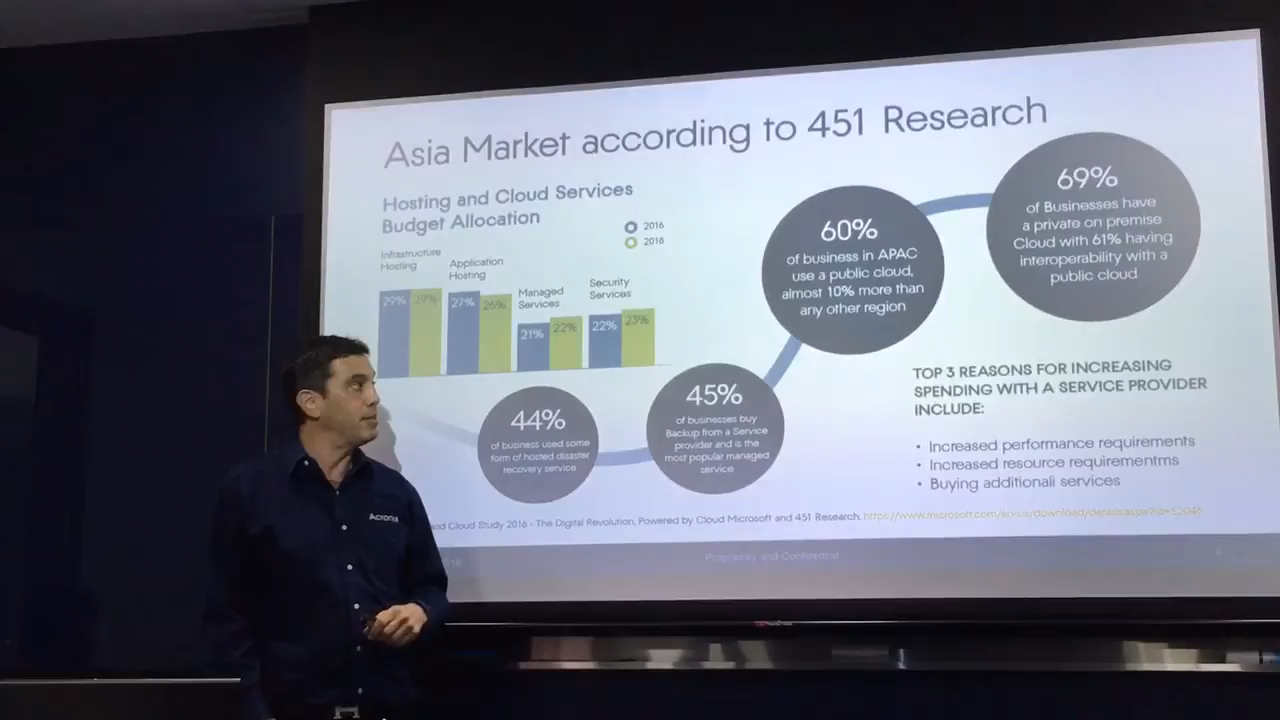 Asia Market according to 451 Research
Hosting and Cloud Services
Budget Allocation
2016
2018
Infrastructure
Hosting
Application
Hosting
Managed
Services
Security
Services
29%
29%
27%
26%
21%
22%
22%
23%
44%
of business used some
form of hosted disaster
recovery service
45%
of businesses buy
Backup from a Service
provider and is the
most popular managed
service
60%
of business in APAC
use a public cloud,
almost 10% more than
any other region
69%
of Businesses have
a private on premise
Cloud with 61% having
interoperability with a
public cloud
TOP 3 REASONS FOR INCREASING
SPENDING WITH A SERVICE PROVIDER
INCLUDE:
• Increased performance requirements
• Increased resource requirementms
• Buying additionali services
and Cloud Study 2016 - The Digital Revolution, Powered by Cloud Microsoft and 451 Research.
Proprietary and Confidential
Acronis